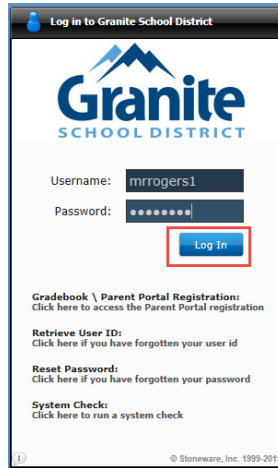 Log in to Granite School District
Granite
SCHOOL DISTRICT
Username: mrrogers1
Password: ••••••••
Log In
Gradebook \ Parent Portal Registration:
Click here to access the Parent Portal registration
Retrieve User ID:
Click here if you have forgotten your user id
Reset Password:
Click here if you have forgotten your password
System Check:
Click here to run a system check
© Stoneware, Inc. 1999-201